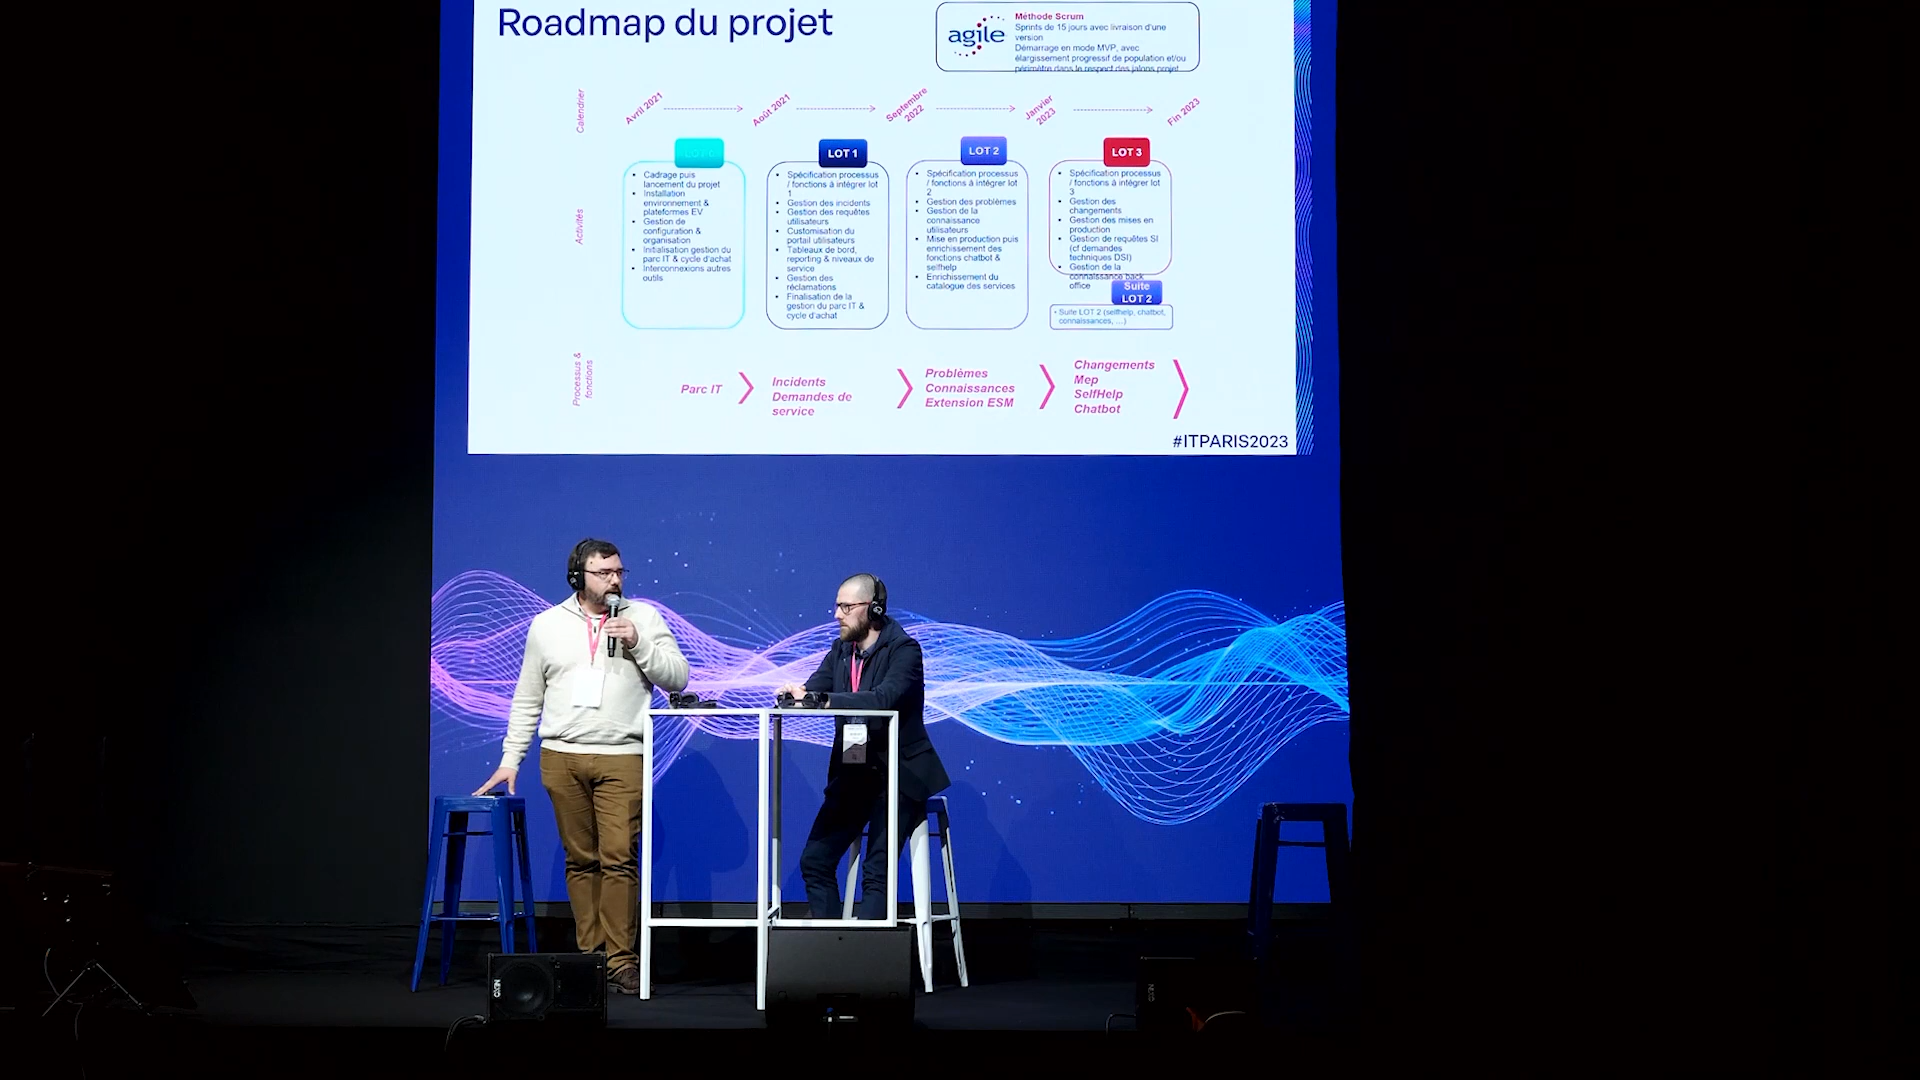 Roadmap du projet
agile
Méthode Scrum
Sprints de 15 jours avec livraison d'une
version
Démarrage en mode MVP, avec
élargissement progressif de population et/ou
périmètre dans le respect des jalons projet
Calendrier
Avril 2021
Août 2021
Septembre
2022
Janvier
2023
Fin 2023
Activités
• Cadrage puis
lancement du projet
• Installation
environnement &
plateformes EV
• Gestion de
configuration &
organisation
• Initialisation gestion du
parc IT & cycle d'achat
• Interconnexions autres
outils
LOT 1
• Spécification processus
/ fonctions à intégrer lot
1
• Gestion des incidents
• Gestion des requêtes
utilisateurs
• Customisation du
portail utilisateurs
• Tableaux de bord,
reporting & niveaux de
service
• Gestion des
réclamations
• Finalisation de la
gestion du parc IT &
cycle d'achat
LOT 2
• Spécification processus
/ fonctions à intégrer lot
2
• Gestion des problèmes
• Gestion de la
connaissance
utilisateurs
• Mise en production puis
enrichissement des
fonctions chatbot &
selfhelp
• Enrichissement du
catalogue des services
LOT 3
• Spécification processus
/ fonctions à intégrer lot
3
• Gestion des
changements
• Gestion des mises en
production
• Gestion de requêtes SI
(cf demandes
techniques DSI)
• Gestion de la
connaissance back
office
Suite
LOT 2
• Suite LOT 2 (selfhelp, chatbot,
connaissances, ...)
Processus &
fonctions
Parc IT
Incidents
Demandes de
service
Problèmes
Connaissances
Extension ESM
Changements
Mep
SelfHelp
Chatbot
#ITPARIS2023
NEXO
NEXO